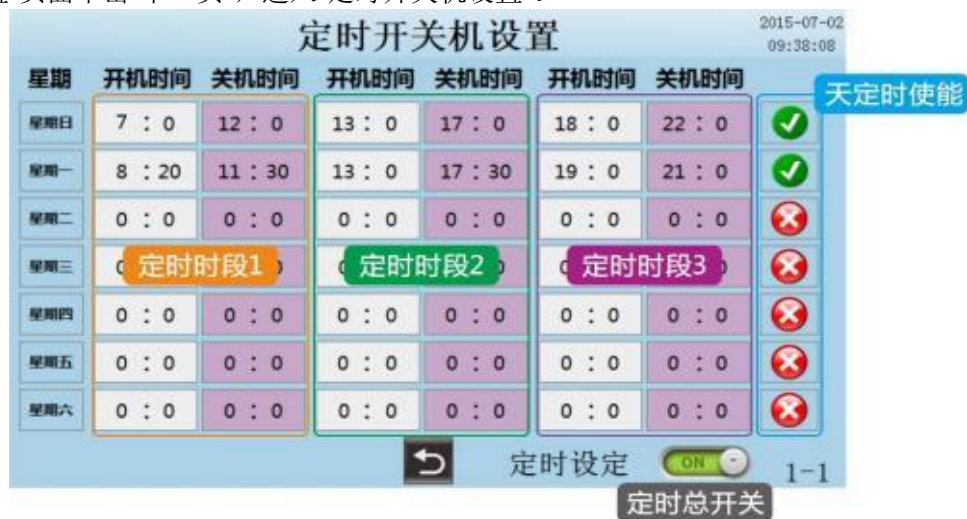 定时开关机设置
2015-07-02
09:38:08
星期 开机时间 关机时间 开机时间 关机时间 开机时间 关机时间
天定时使能
星期日 7 : 0 12 : 0 13 : 0 17 : 0 18 : 0 22 : 0
星期一 8 : 20 11 : 30 13 : 0 17 : 30 19 : 0 21 : 0
星期二 0 : 0 0 : 0 0 : 0 0 : 0 0 : 0 0 : 0
星期三 定时时段1 定时时段2 定时时段3
星期四 0 : 0 0 : 0 0 : 0 0 : 0 0 : 0 0 : 0
星期五 0 : 0 0 : 0 0 : 0 0 : 0 0 : 0 0 : 0
星期六 0 : 0 0 : 0 0 : 0 0 : 0 0 : 0 0 : 0
定时设定 ON 1-1
定时总开关